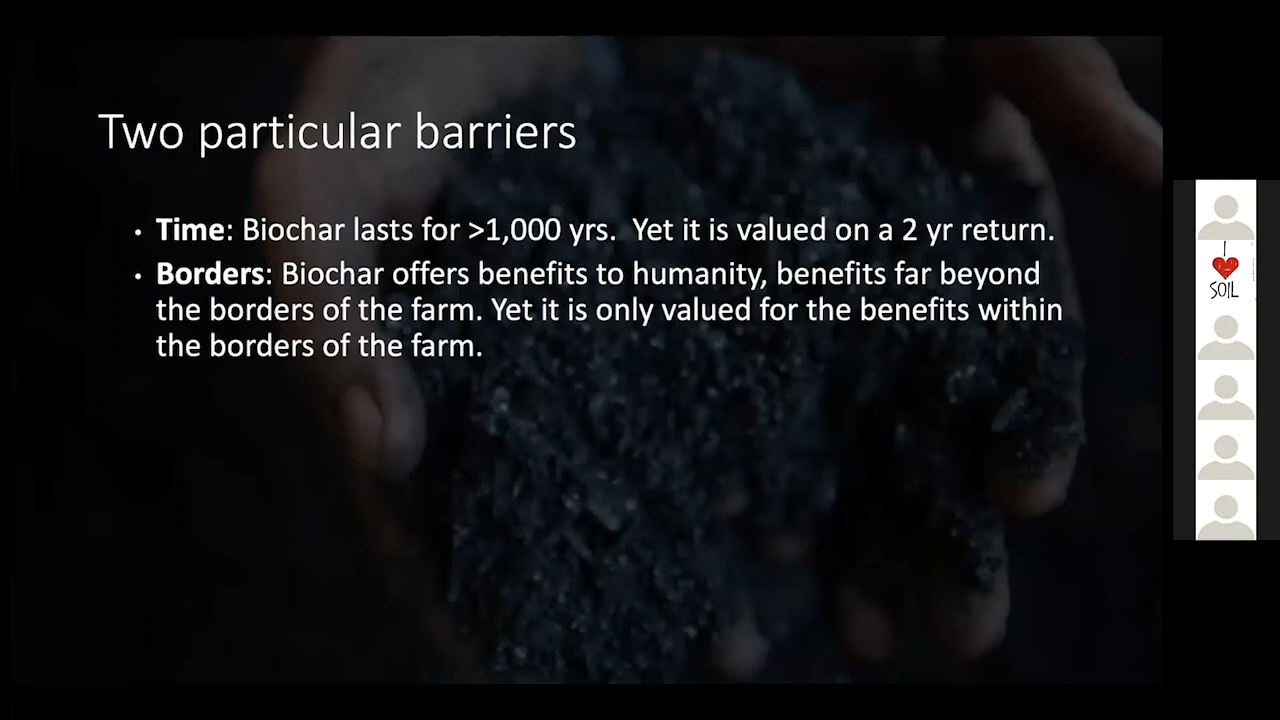 Two particular barriers
• Time: Biochar lasts for >1,000 yrs. Yet it is valued on a 2 yr return.
• Borders: Biochar offers benefits to humanity, benefits far beyond
the borders of the farm. Yet it is only valued for the benefits within
the borders of the farm.
I
SOIL